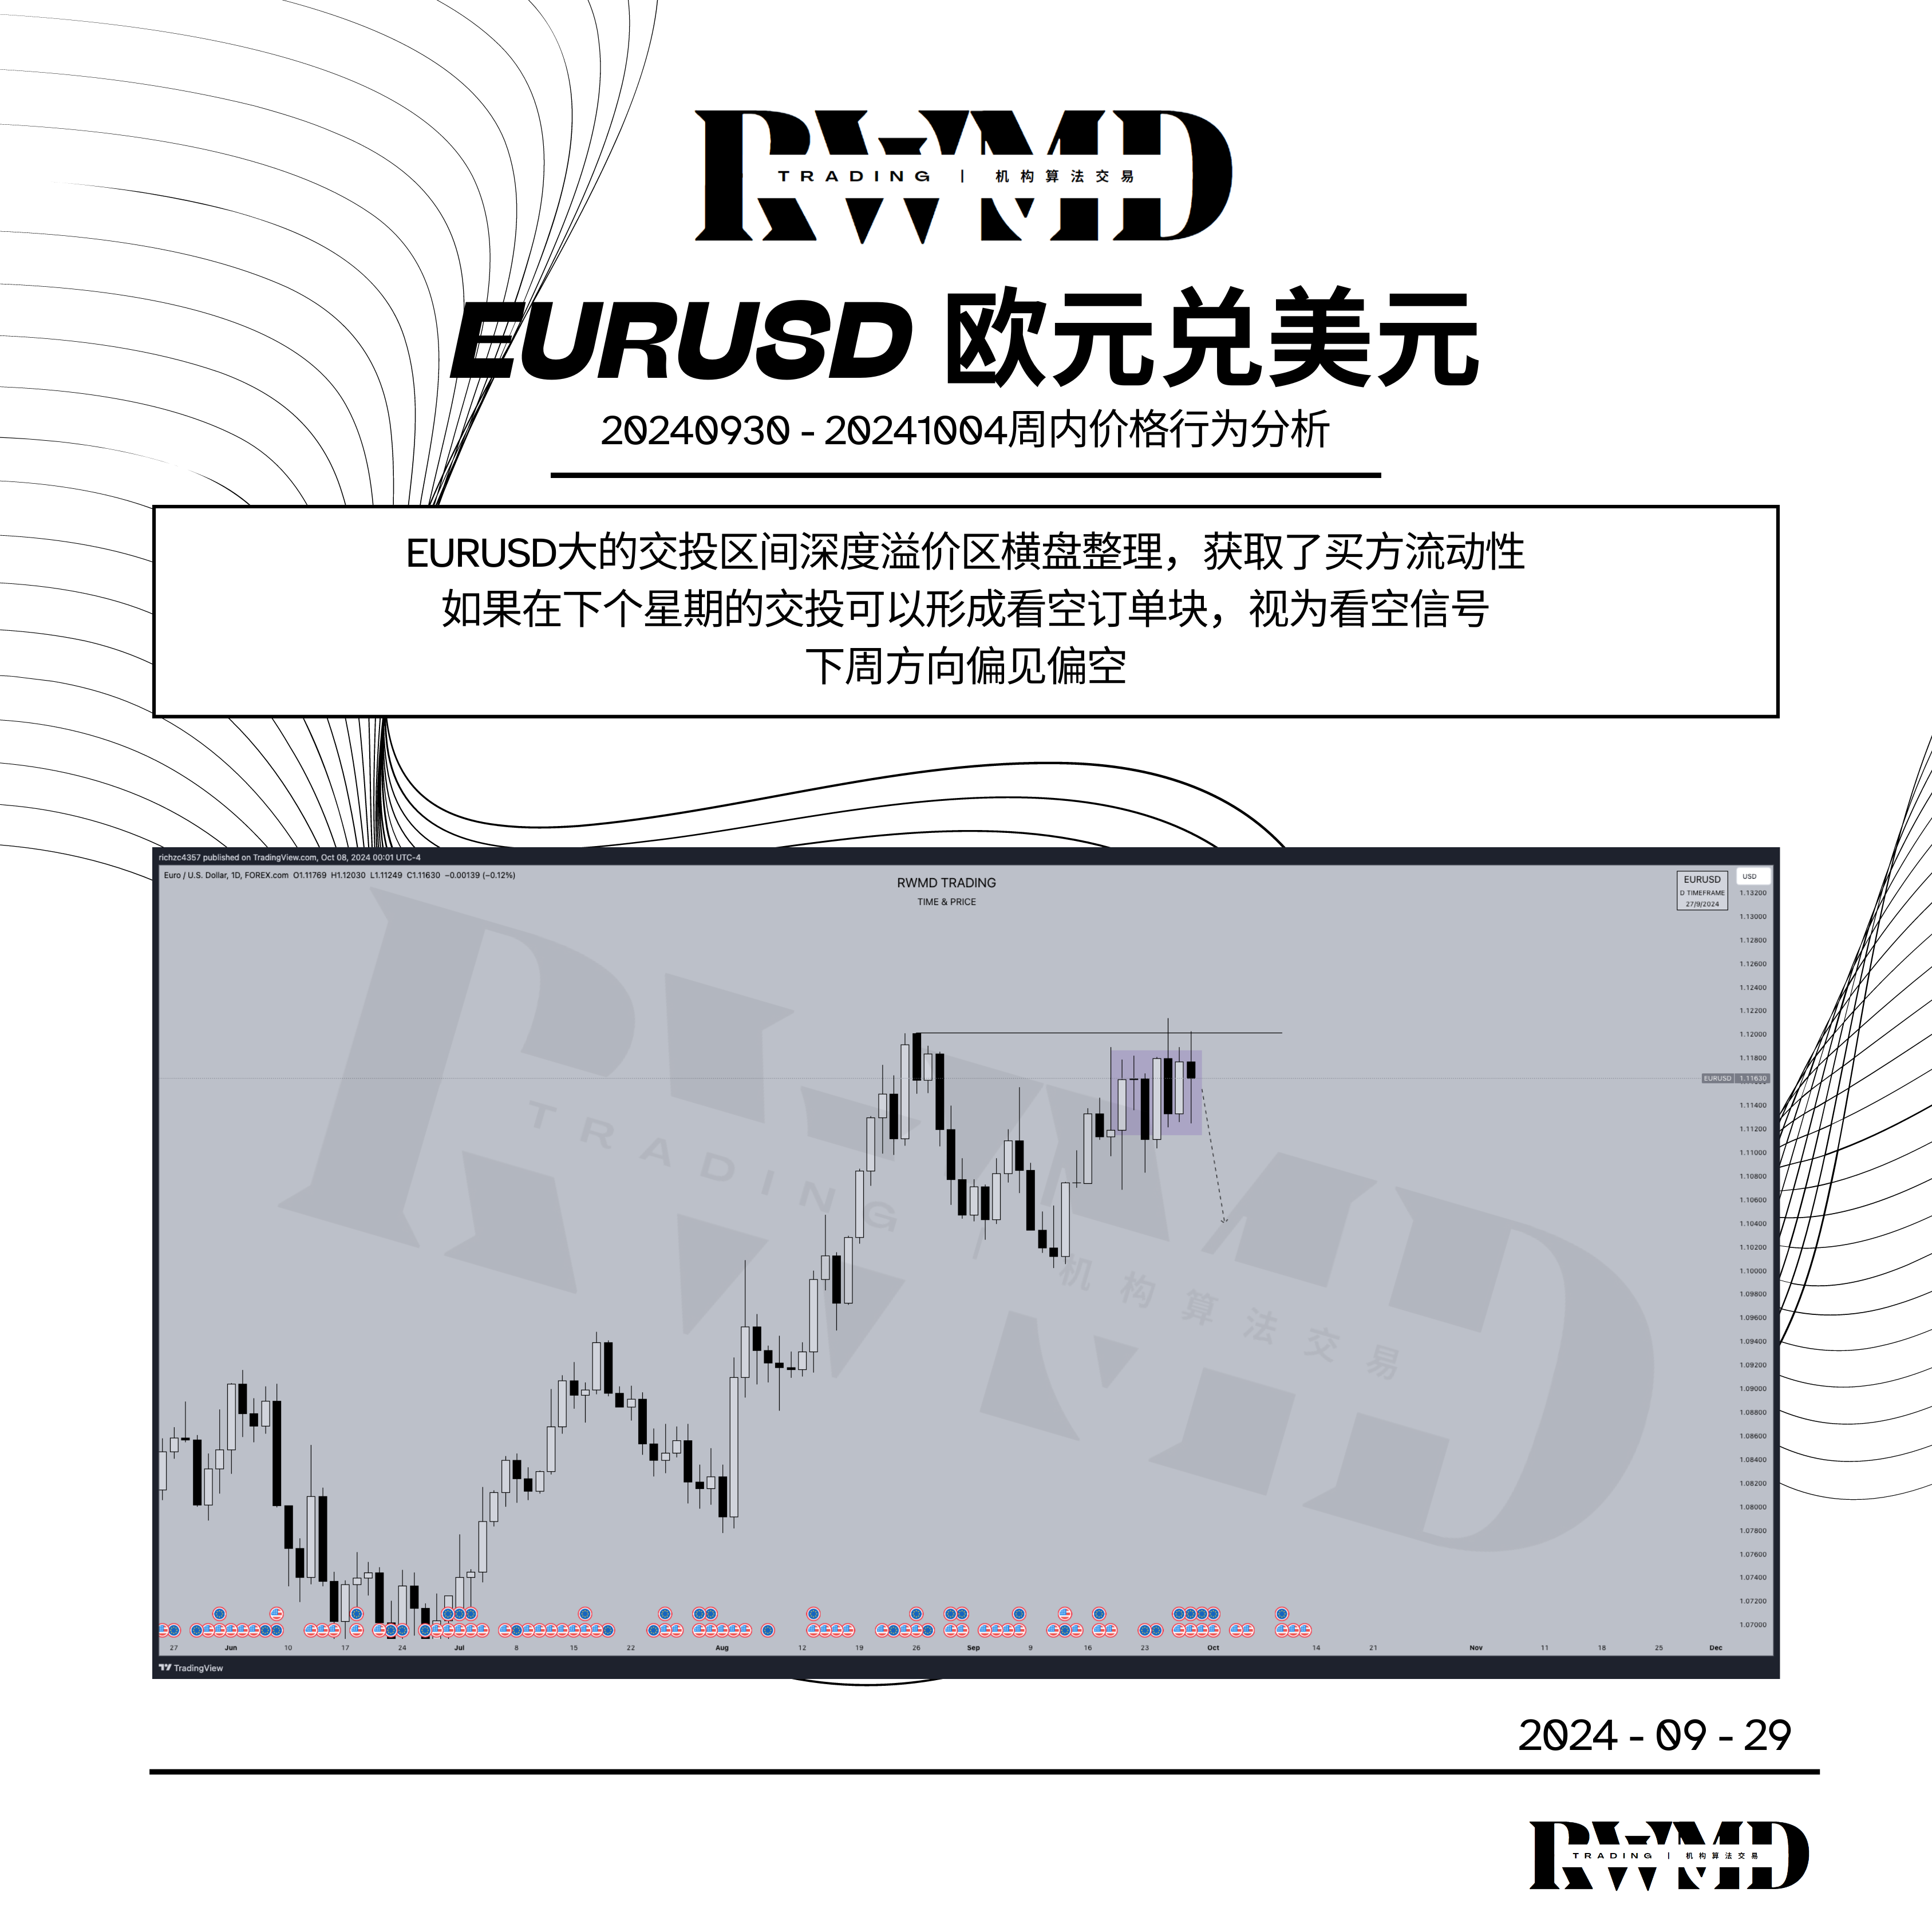 RWMD
TRADING | 机构算法交易
EURUSD 欧元兑美元
20240930 - 20241004周内价格行为分析
EURUSD大的交投区间深度溢价区横盘整理，获取了买方流动性
如果在下个星期的交投可以形成看空订单块，视为看空信号
下周方向偏见偏空
richzc4357 published on TradingView.com, Oct 08, 2024 00:01 UTC-4
Euro / U.S. Dollar, 1D, FOREX.com O1.11769 H1.12030 L1.11249 C1.11630 −0.00139 (−0.12%)
RWMD TRADING
TIME & PRICE
EURUSD
D TIMEFRAME
27/9/2024
USD
1.13200
1.13000
1.12800
1.12600
1.12400
1.12200
1.12000
1.11800
EURUSD 1.11630
1.11400
1.11200
1.11000
1.10800
1.10600
1.10400
1.10200
1.10000
1.09800
1.09600
1.09400
1.09200
1.09000
1.08800
1.08600
1.08400
1.08200
1.08000
1.07800
1.07600
1.07400
1.07200
1.07000
RWMD
TRADING | 机构算法交易
27 Jun 10 17 24 Jul 8 15 22 Aug 12 19 26 Sep 9 16 23 Oct 14 21 Nov 11 18 25 Dec
TradingView
2024 - 09 - 29
RWMD
TRADING | 机构算法交易